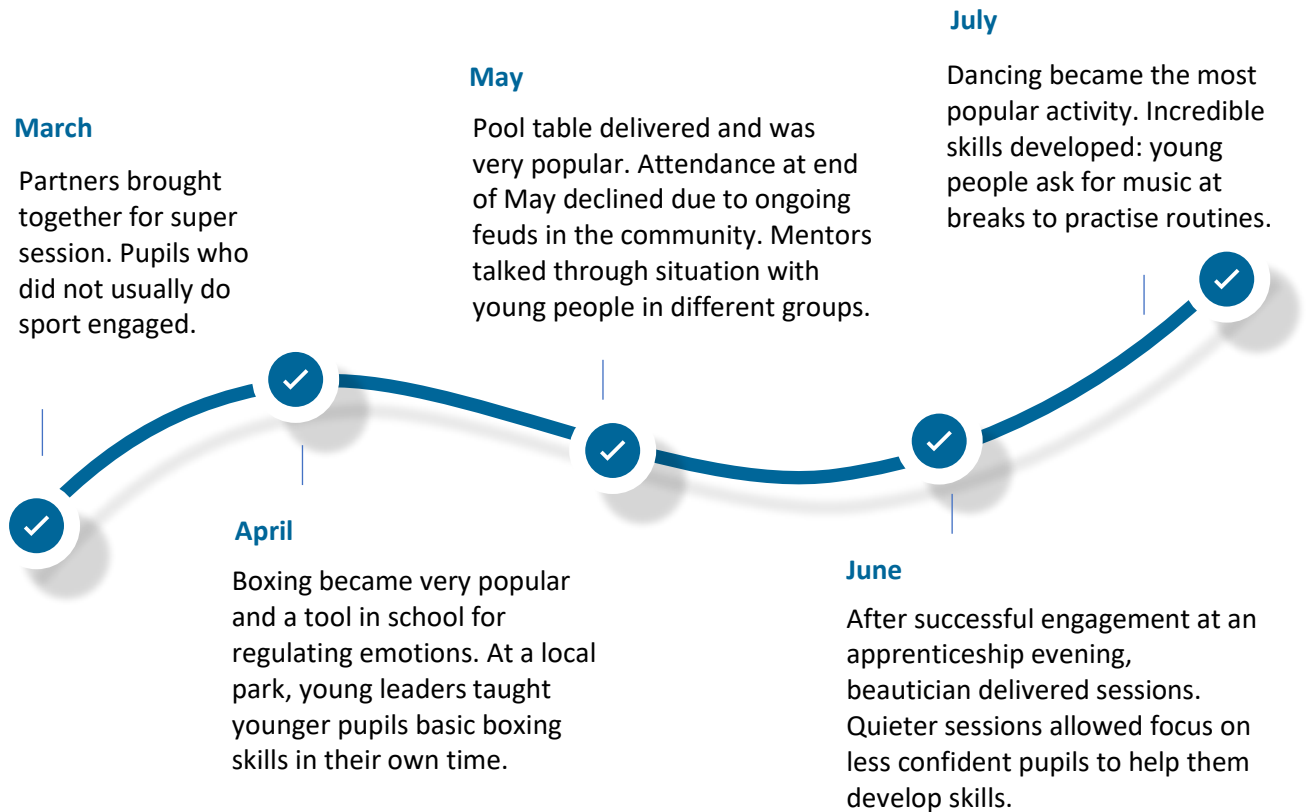 March
Partners brought
together for super
session. Pupils who
did not usually do
sport engaged.
April
Boxing became very popular
and a tool in school for
regulating emotions. At a local
park, young leaders taught
younger pupils basic boxing
skills in their own time.
May
Pool table delivered and was
very popular. Attendance at end
of May declined due to ongoing
feuds in the community. Mentors
talked through situation with
young people in different groups.
June
After successful engagement at an
apprenticeship evening,
beautician delivered sessions.
Quieter sessions allowed focus on
less confident pupils to help them
develop skills.
July
Dancing became the most
popular activity. Incredible
skills developed: young
people ask for music at
breaks to practise routines.